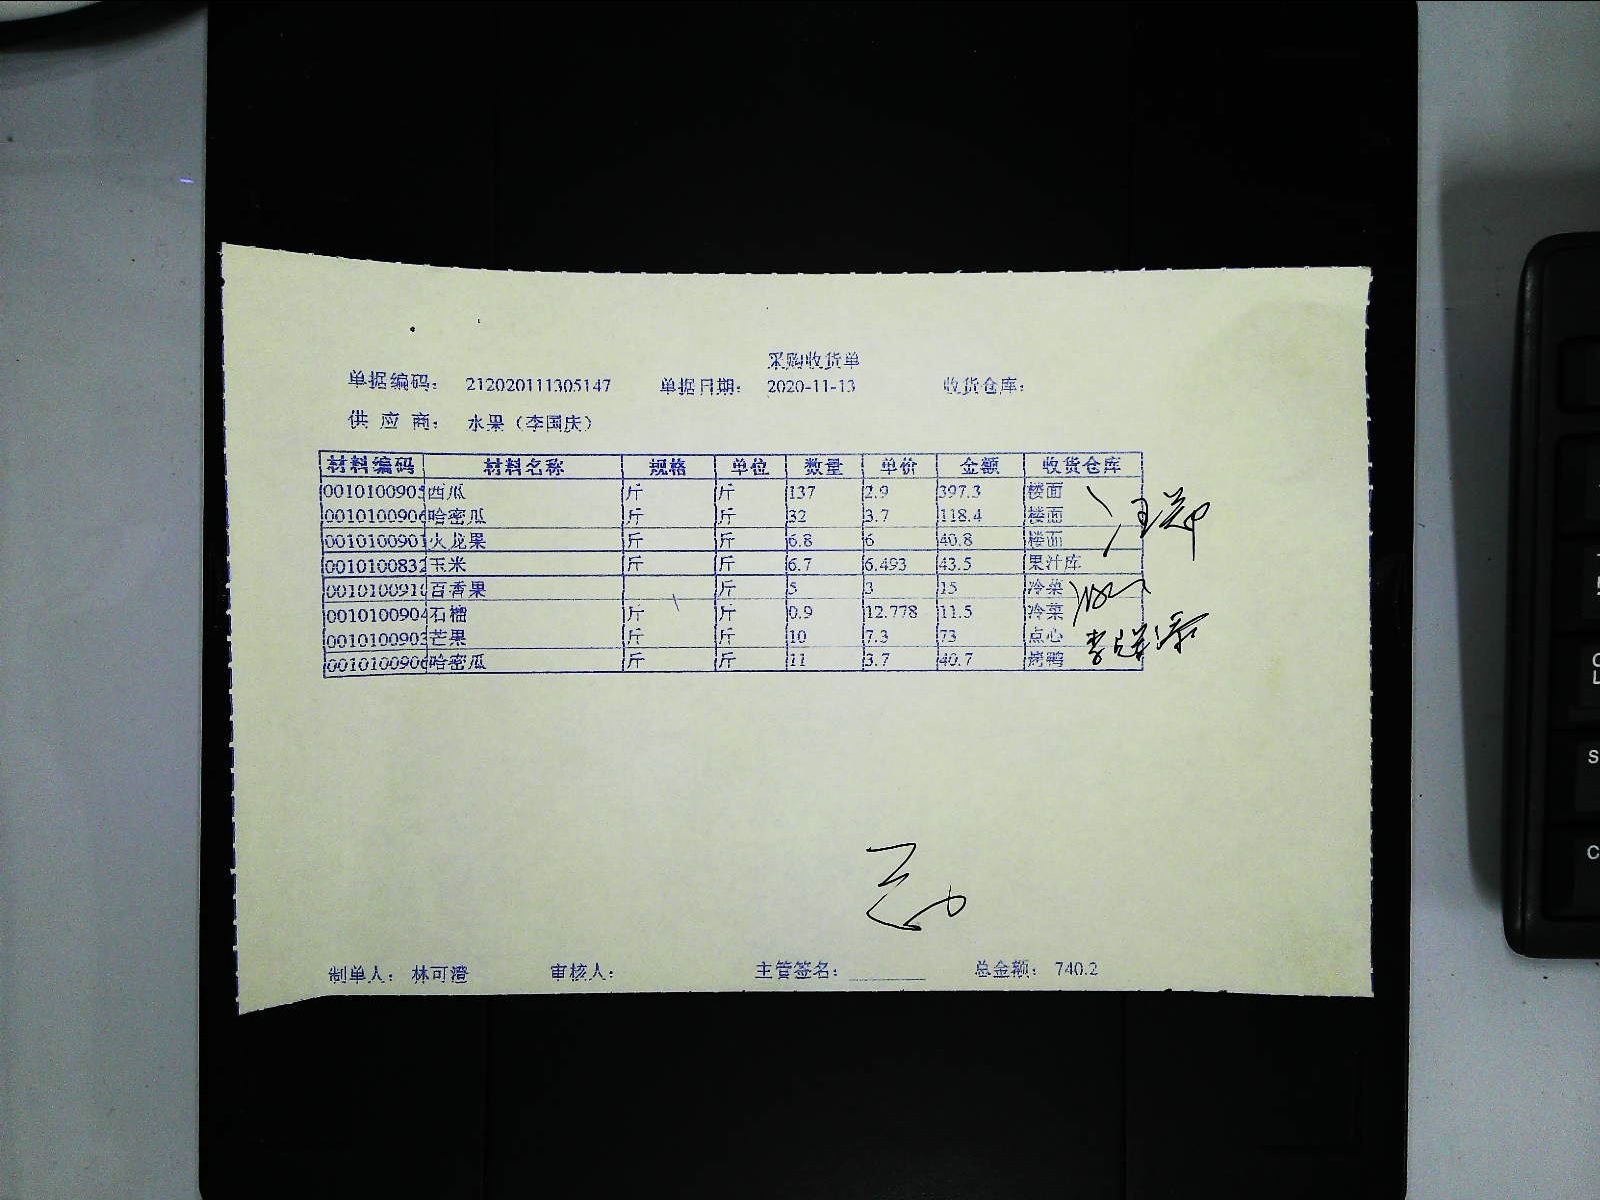 采购收货单
单据编码: 212020111305147 单据日期: 2020-11-13 收货仓库:
供 应 商: 水果（李国庆）
材料编码 材料名称 规格 单位 数量 单价 金额 收货仓库
0010100905 西瓜 斤 斤 137 2.9 397.3 楼面
0010100906 哈密瓜 斤 斤 32 3.7 118.4 楼面
0010100901 火龙果 斤 斤 6.8 6 40.8 楼面
0010100832 玉米 斤 斤 6.7 6.493 43.5 果汁库
0010100910 百香果 斤 5 3 15 冷菜
0010100904 石榴 斤 斤 0.9 12.778 11.5 冷菜
0010100903 芒果 斤 斤 10 7.3 73 点心
0010100906 哈密瓜 斤 斤 11 3.7 40.7 烤鸭
制单人: 林可澄 审核人: 主管签名: 总金额: 740.2